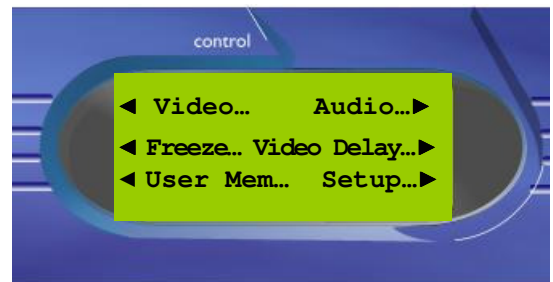 control
◄ Video… Audio…►
◄ Freeze… Video Delay…►
◄ User Mem… Setup…►